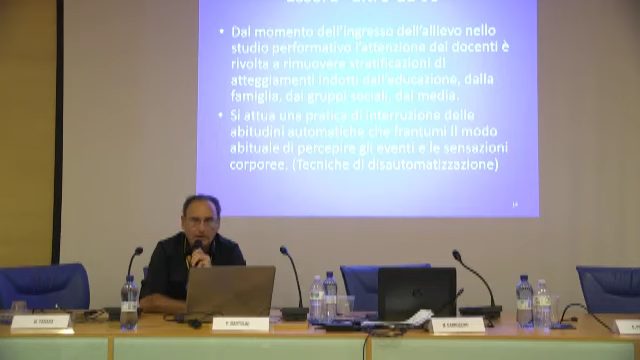 • Dal momento dell'ingresso dell'allievo nello
studio performativo l'attenzione dei docenti è
rivolta a rimuovere stratificazioni di
atteggiamenti indotti dall'educazione, dalla
famiglia, dai gruppi sociali, dai media.
• Si attua una pratica di interruzione delle
abitudini automatiche che frantumi il modo
abituale di percepire gli eventi e le sensazioni
corporee. (Tecniche di disautomatizzazione)